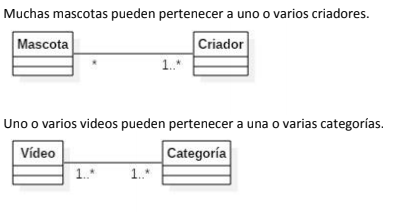 Muchas mascotas pueden pertenecer a uno o varios criadores.
Mascota
Criador
*
1..*
Uno o varios videos pueden pertenecer a una o varias categorías.
Vídeo
Categoría
1..*
1..*